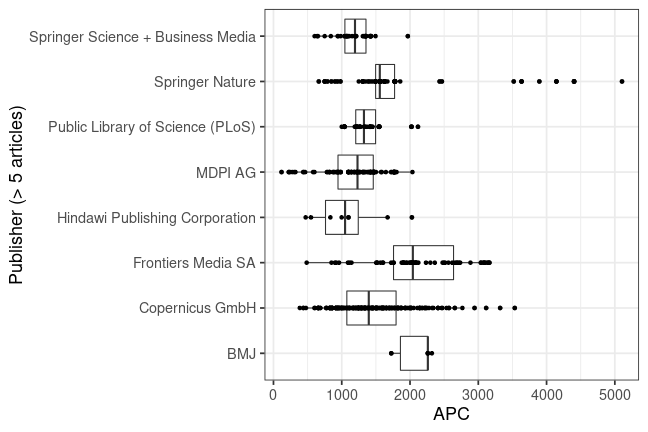 Publisher (> 5 articles)
Springer Science + Business Media
Springer Nature
Public Library of Science (PLoS)
MDPI AG
Hindawi Publishing Corporation
Frontiers Media SA
Copernicus GmbH
BMJ
0 1000 2000 3000 4000 5000
APC